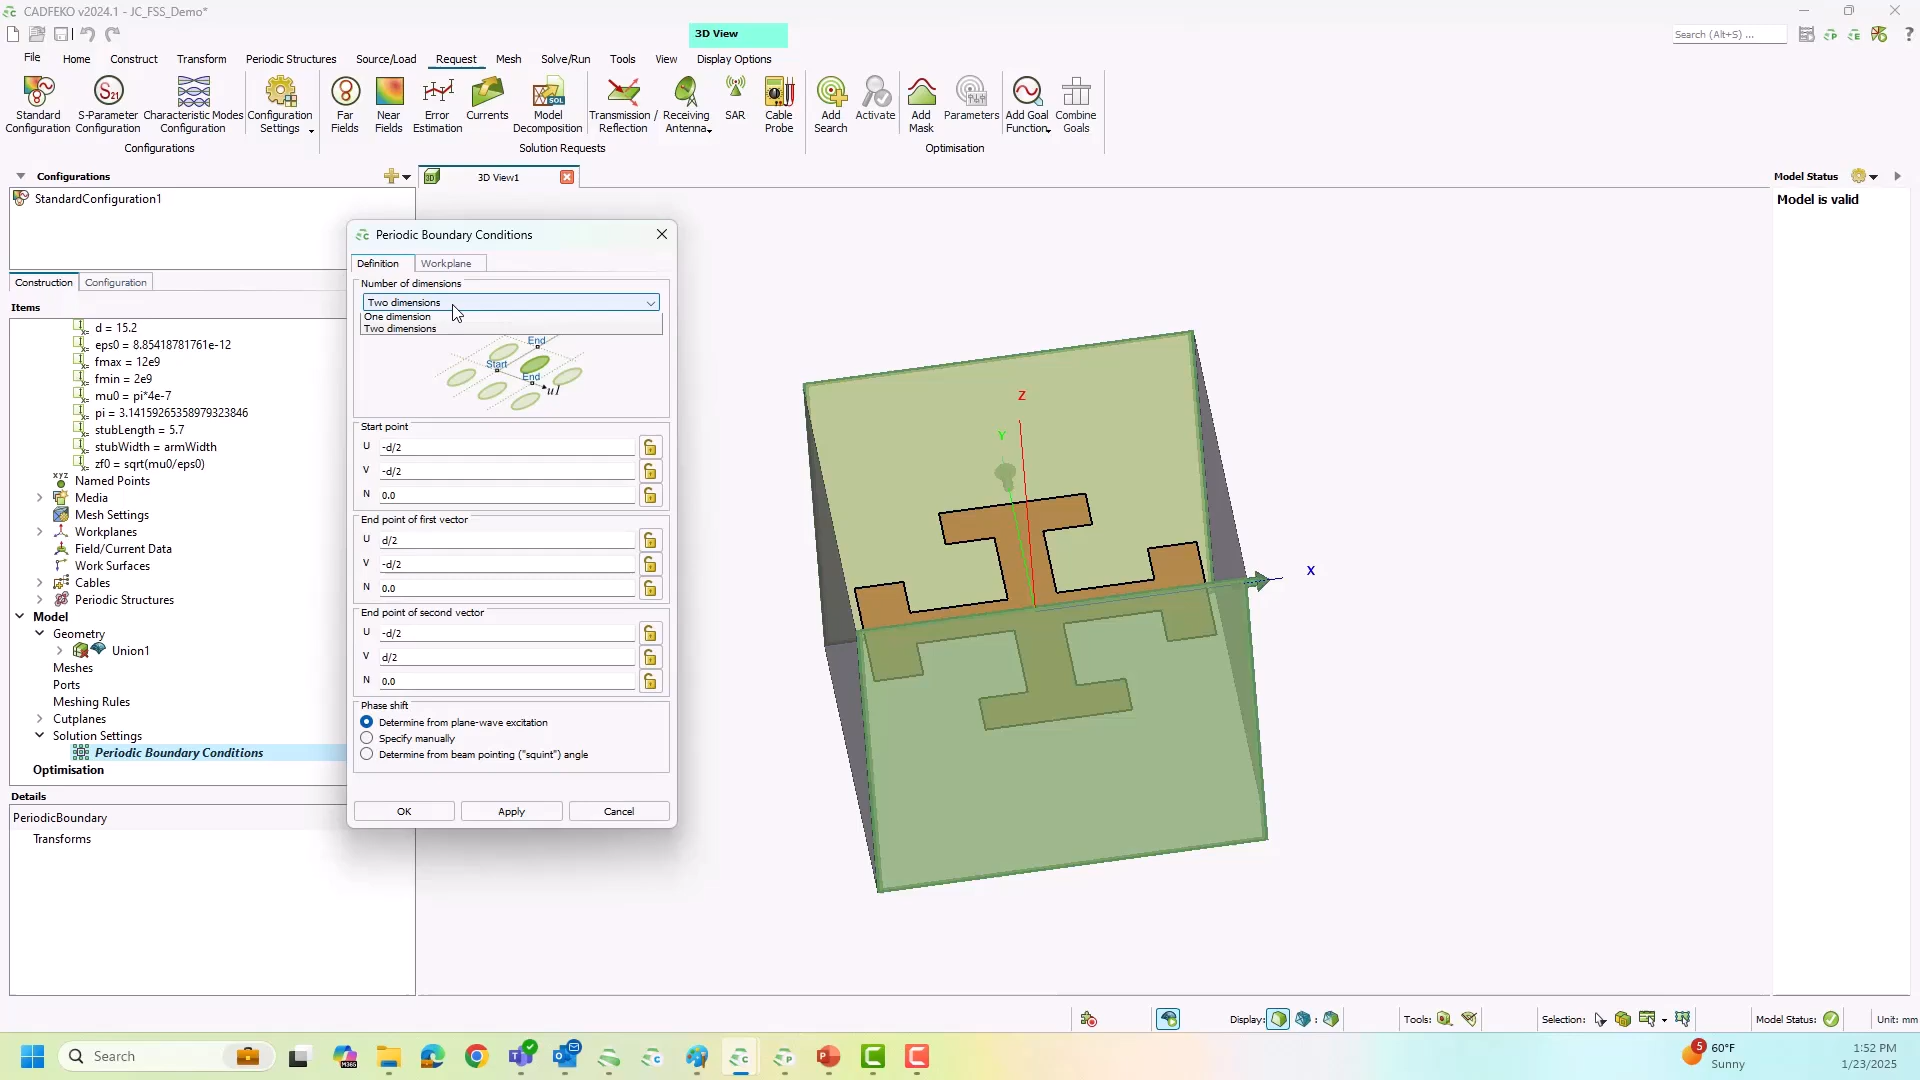 CADFEKO v2024.1 - JC_FSS_Demo*
3D View
Search (Alt+S) ...
File Home Construct Transform Periodic Structures Source/Load Request Mesh Solve/Run Tools View Display Options
Standard Configuration
S-Parameter Configuration
Characteristic Modes Configuration
Configuration Settings
Far Fields
Near Fields
Error Estimation
Currents
Model Decomposition
Transmission / Reflection
Receiving Antenna
SAR
Cable Probe
Add Search
Activate
Add Mask
Parameters
Add Goal Function
Combine Goals
Configurations
Solution Requests
Optimisation
Configurations
3D View1
Model Status
StandardConfiguration1
Model is valid
Construction
Configuration
Items
d = 15.2
eps0 = 8.85418781761e-12
fmax = 12e9
fmin = 2e9
mu0 = pi*4e-7
pi = 3.14159265358979323846
stubLength = 5.7
stubWidth = armWidth
zf0 = sqrt(mu0/eps0)
Named Points
Media
Mesh Settings
Workplanes
Field/Current Data
Work Surfaces
Cables
Periodic Structures
Model
Geometry
Union1
Meshes
Ports
Meshing Rules
Cutplanes
Solution Settings
Periodic Boundary Conditions
Optimisation
Details
PeriodicBoundary
Transforms
Periodic Boundary Conditions
Definition
Workplane
Number of dimensions
Two dimensions
One dimension
Two dimensions
End
Start
End
u1
Start point
U -d/2
V -d/2
N 0.0
End point of first vector
U d/2
V -d/2
N 0.0
End point of second vector
U -d/2
V d/2
N 0.0
Phase shift
Determine from plane-wave excitation
Specify manually
Determine from beam pointing ("squint") angle
OK
Apply
Cancel
Z
Y
X
Display:
Tools:
Selection:
Model Status:
Unit: mm
Search
60°F
Sunny
1:52 PM
1/23/2025